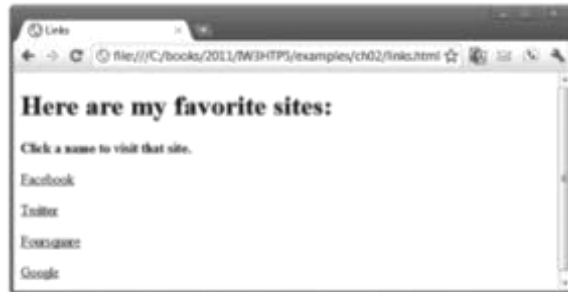 Links
file:///C:/books/2011/IW3HTP5/examples/ch02/links.html
Here are my favorite sites:
Click a name to visit that site.
Facebook
Twitter
Foursquare
Google